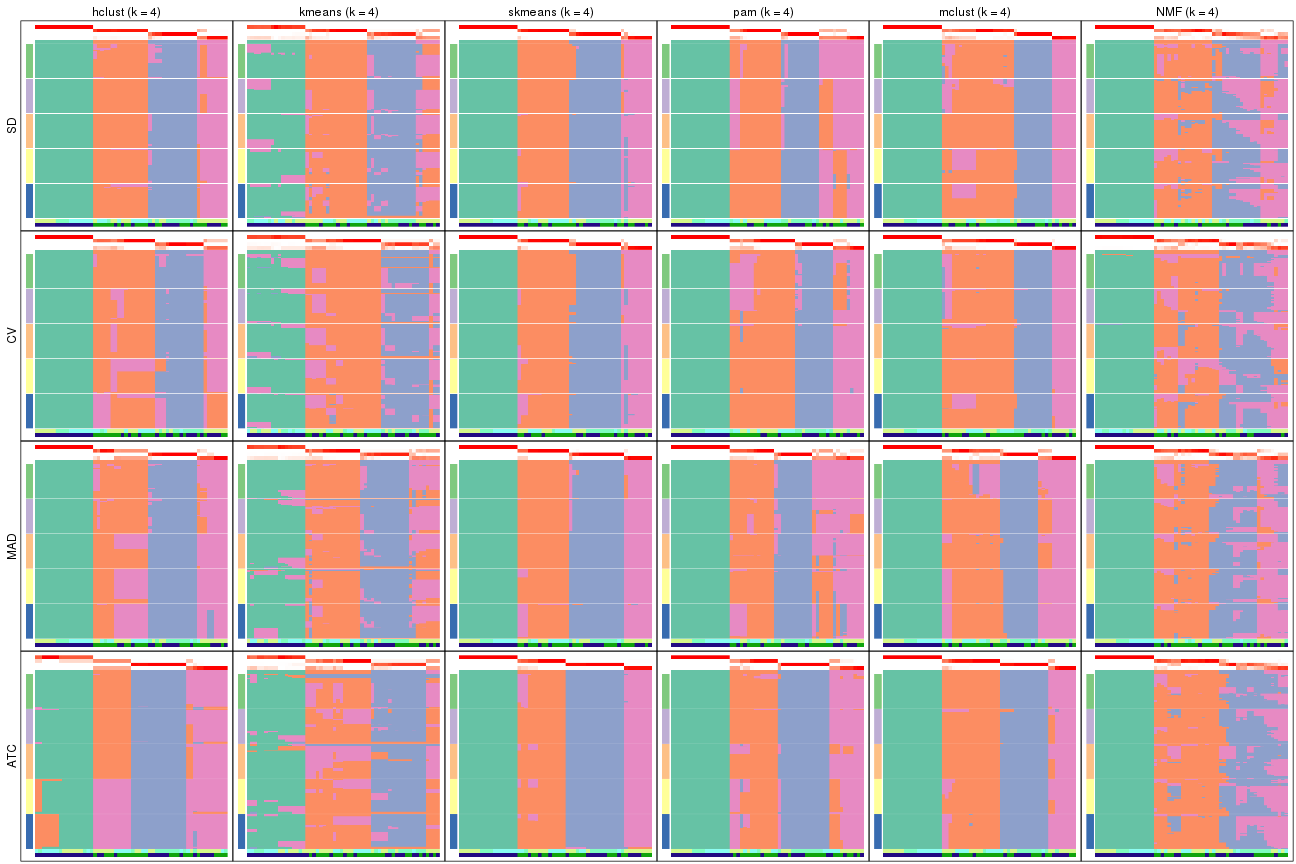 hclust (k = 4) kmeans (k = 4) skmeans (k = 4) pam (k = 4) mclust (k = 4) NMF (k = 4)
SD
CV
MAD
ATC